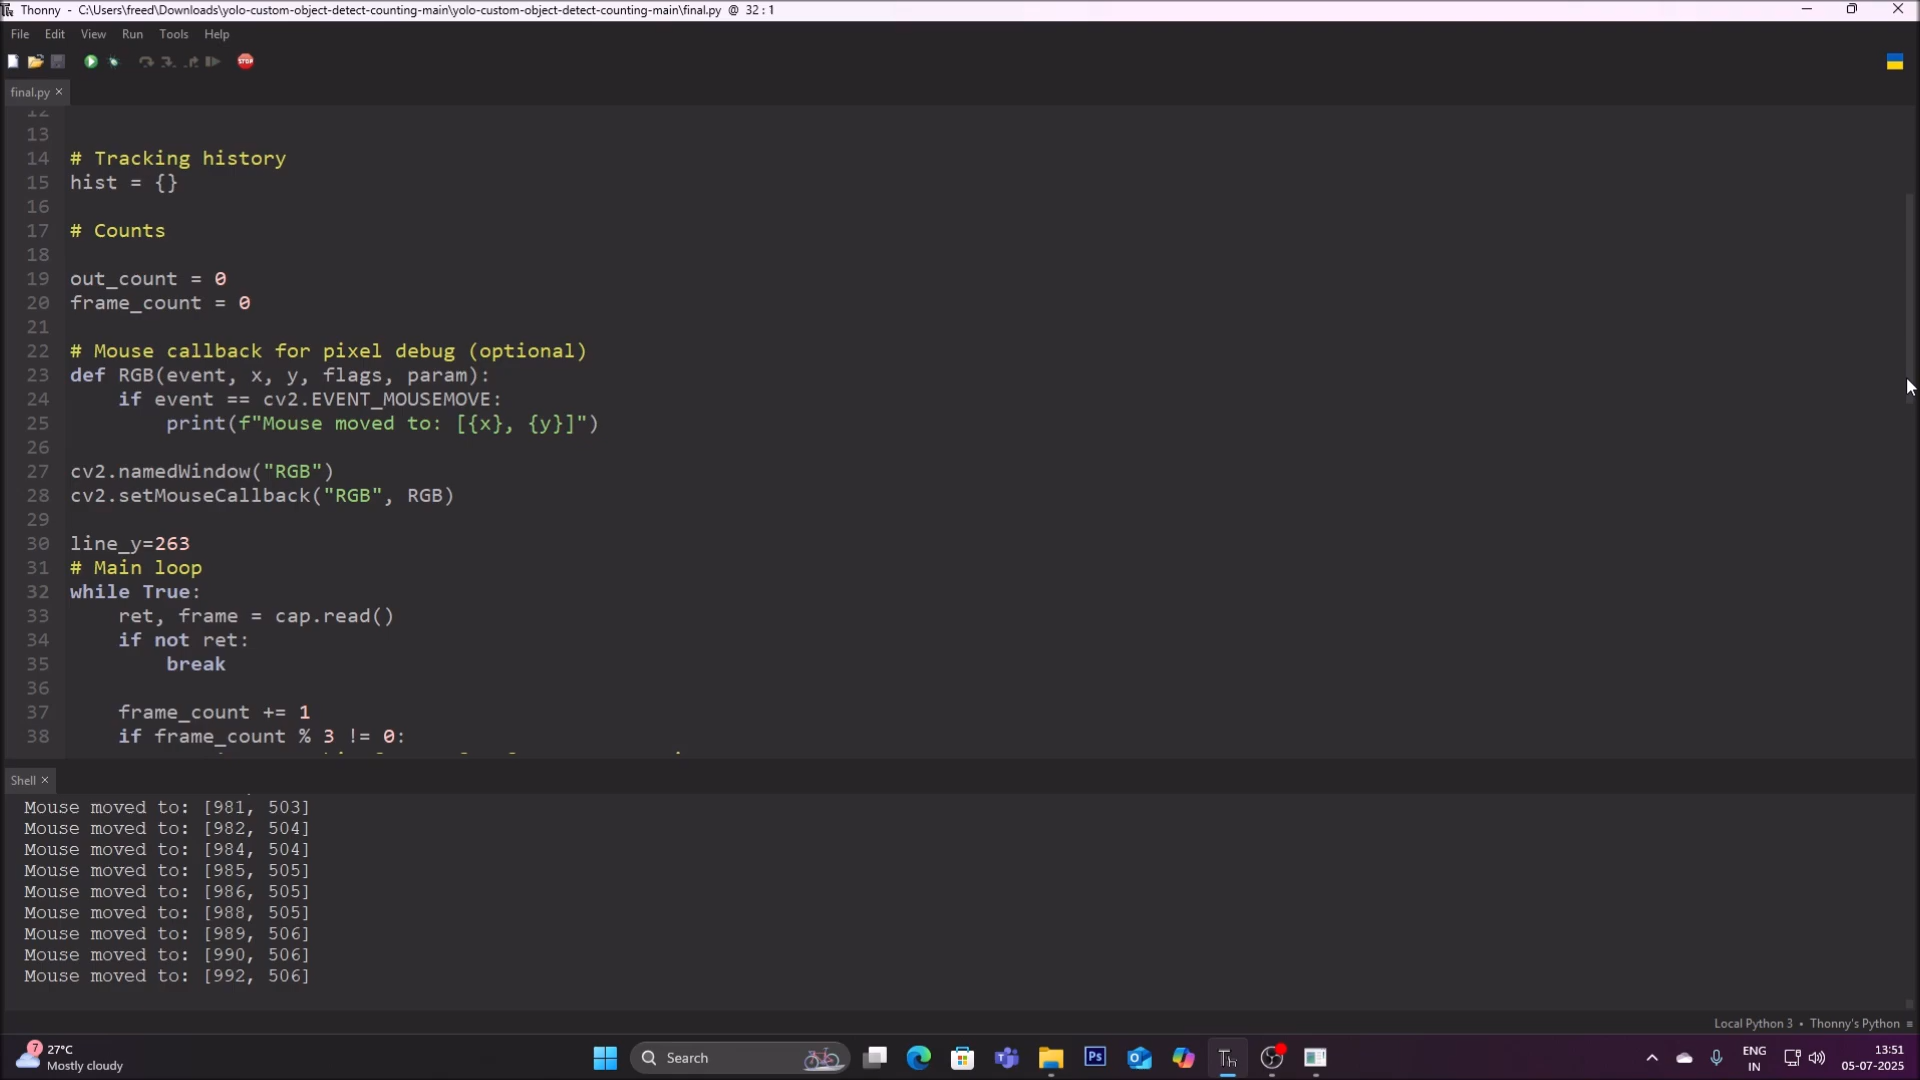 Thonny - C:\Users\freed\Downloads\yolo-custom-object-detect-counting-main\yolo-custom-object-detect-counting-main\final.py @ 32 : 1
File Edit View Run Tools Help
STOP
final.py ×
12
13
14 # Tracking history
15 hist = {}
16
17 # Counts
18
19 out_count = 0
20 frame_count = 0
21
22 # Mouse callback for pixel debug (optional)
23 def RGB(event, x, y, flags, param):
24 if event == cv2.EVENT_MOUSEMOVE:
25 print(f"Mouse moved to: [{x}, {y}]")
26
27 cv2.namedWindow("RGB")
28 cv2.setMouseCallback("RGB", RGB)
29
30 line_y=263
31 # Main loop
32 while True:
33 ret, frame = cap.read()
34 if not ret:
35 break
36
37 frame_count += 1
38 if frame_count % 3 != 0:
Shell ×
Mouse moved to: [981, 503]
Mouse moved to: [982, 504]
Mouse moved to: [984, 504]
Mouse moved to: [985, 505]
Mouse moved to: [986, 505]
Mouse moved to: [988, 505]
Mouse moved to: [989, 506]
Mouse moved to: [990, 506]
Mouse moved to: [992, 506]
Local Python 3 • Thonny's Python ≡
7
27°C
Mostly cloudy
Search
Ps
Th
ENG
IN
13:51
05-07-2025